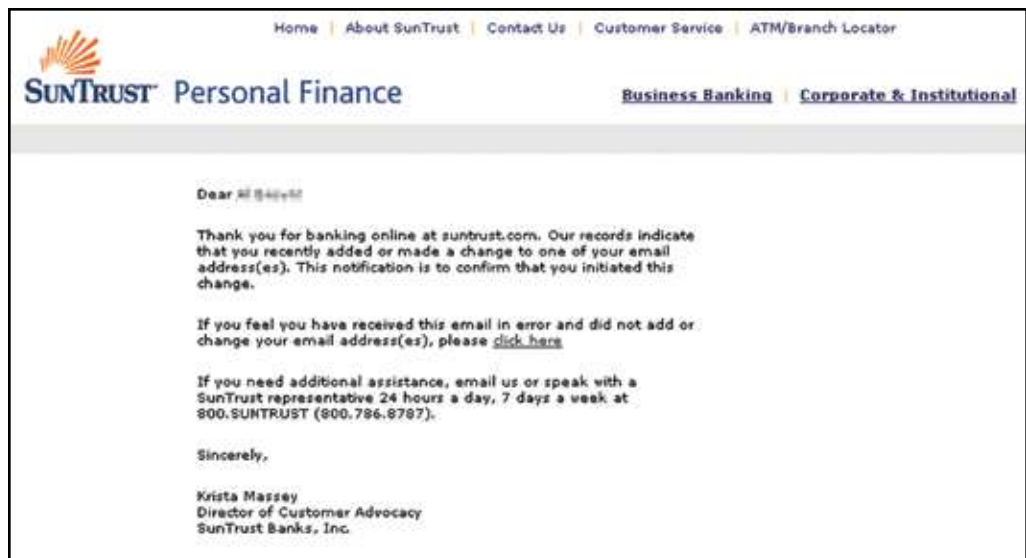 Home | About SunTrust | Contact Us | Customer Service | ATM/Branch Locator
SUNTRUST Personal Finance
Business Banking | Corporate & Institutional
Dear
Thank you for banking online at suntrust.com. Our records indicate
that you recently added or made a change to one of your email
address(es). This notification is to confirm that you initiated this
change.
If you feel you have received this email in error and did not add or
change your email address(es), please click here
If you need additional assistance, email us or speak with a
SunTrust representative 24 hours a day, 7 days a week at
800.SUNTRUST (800.786.8787).
Sincerely,
Krista Massey
Director of Customer Advocacy
SunTrust Banks, Inc.